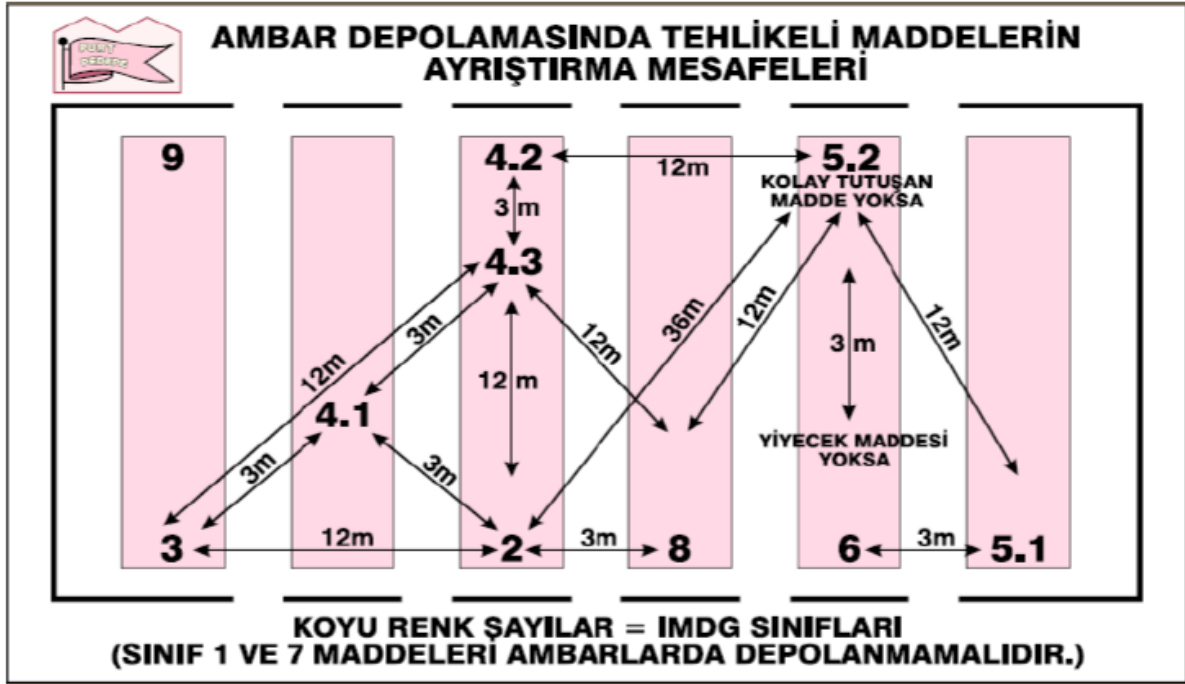 PORT
AMBAR DEPOLAMASINDA TEHLİKELİ MADDELERİN
AYRIŞTIRMA MESAFELERİ
9
4.2
12m
5.2
KOLAY TUTUŞAN
MADDE YOKSA
3 m
4.3
12m
3m
12 m
12m
36m
12m
3 m
12m
4.1
3m
3m
YİYECEK MADDESİ
YOKSA
3
12m
2
3m
8
6
3m
5.1
KOYU RENK ŞAYILAR = IMDG SINIFLARI
(SINIF 1 VE 7 MADDELERİ AMBARLARDA DEPOLANMAMALIDIR.)